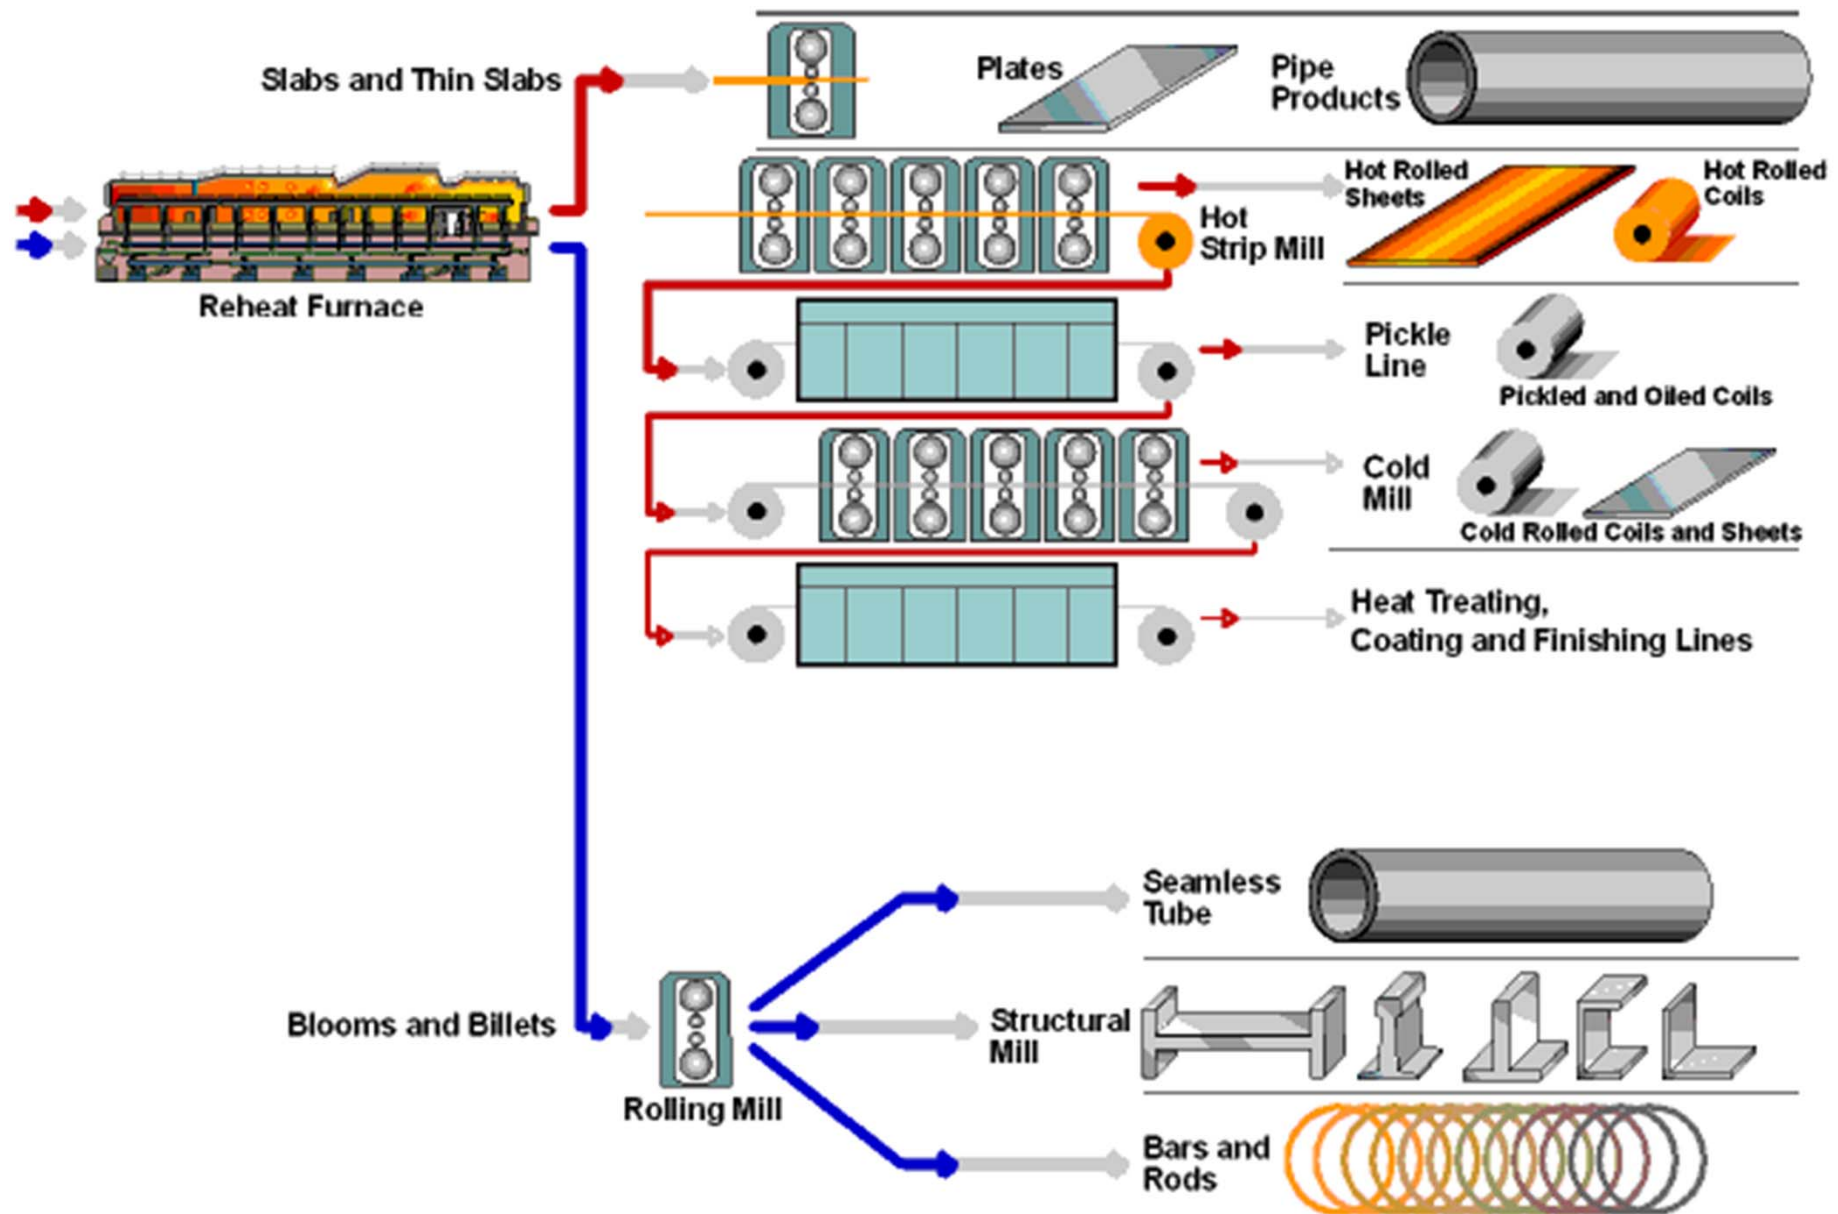 Slabs and Thin Slabs
Plates
Pipe
Products
Reheat Furnace
Hot
Strip Mill
Hot Rolled
Sheets
Hot Rolled
Coils
Pickle
Line
Pickled and Oiled Coils
Cold
Mill
Cold Rolled Coils and Sheets
Heat Treating,
Coating and Finishing Lines
Blooms and Billets
Rolling Mill
Seamless
Tube
Structural
Mill
Bars and
Rods